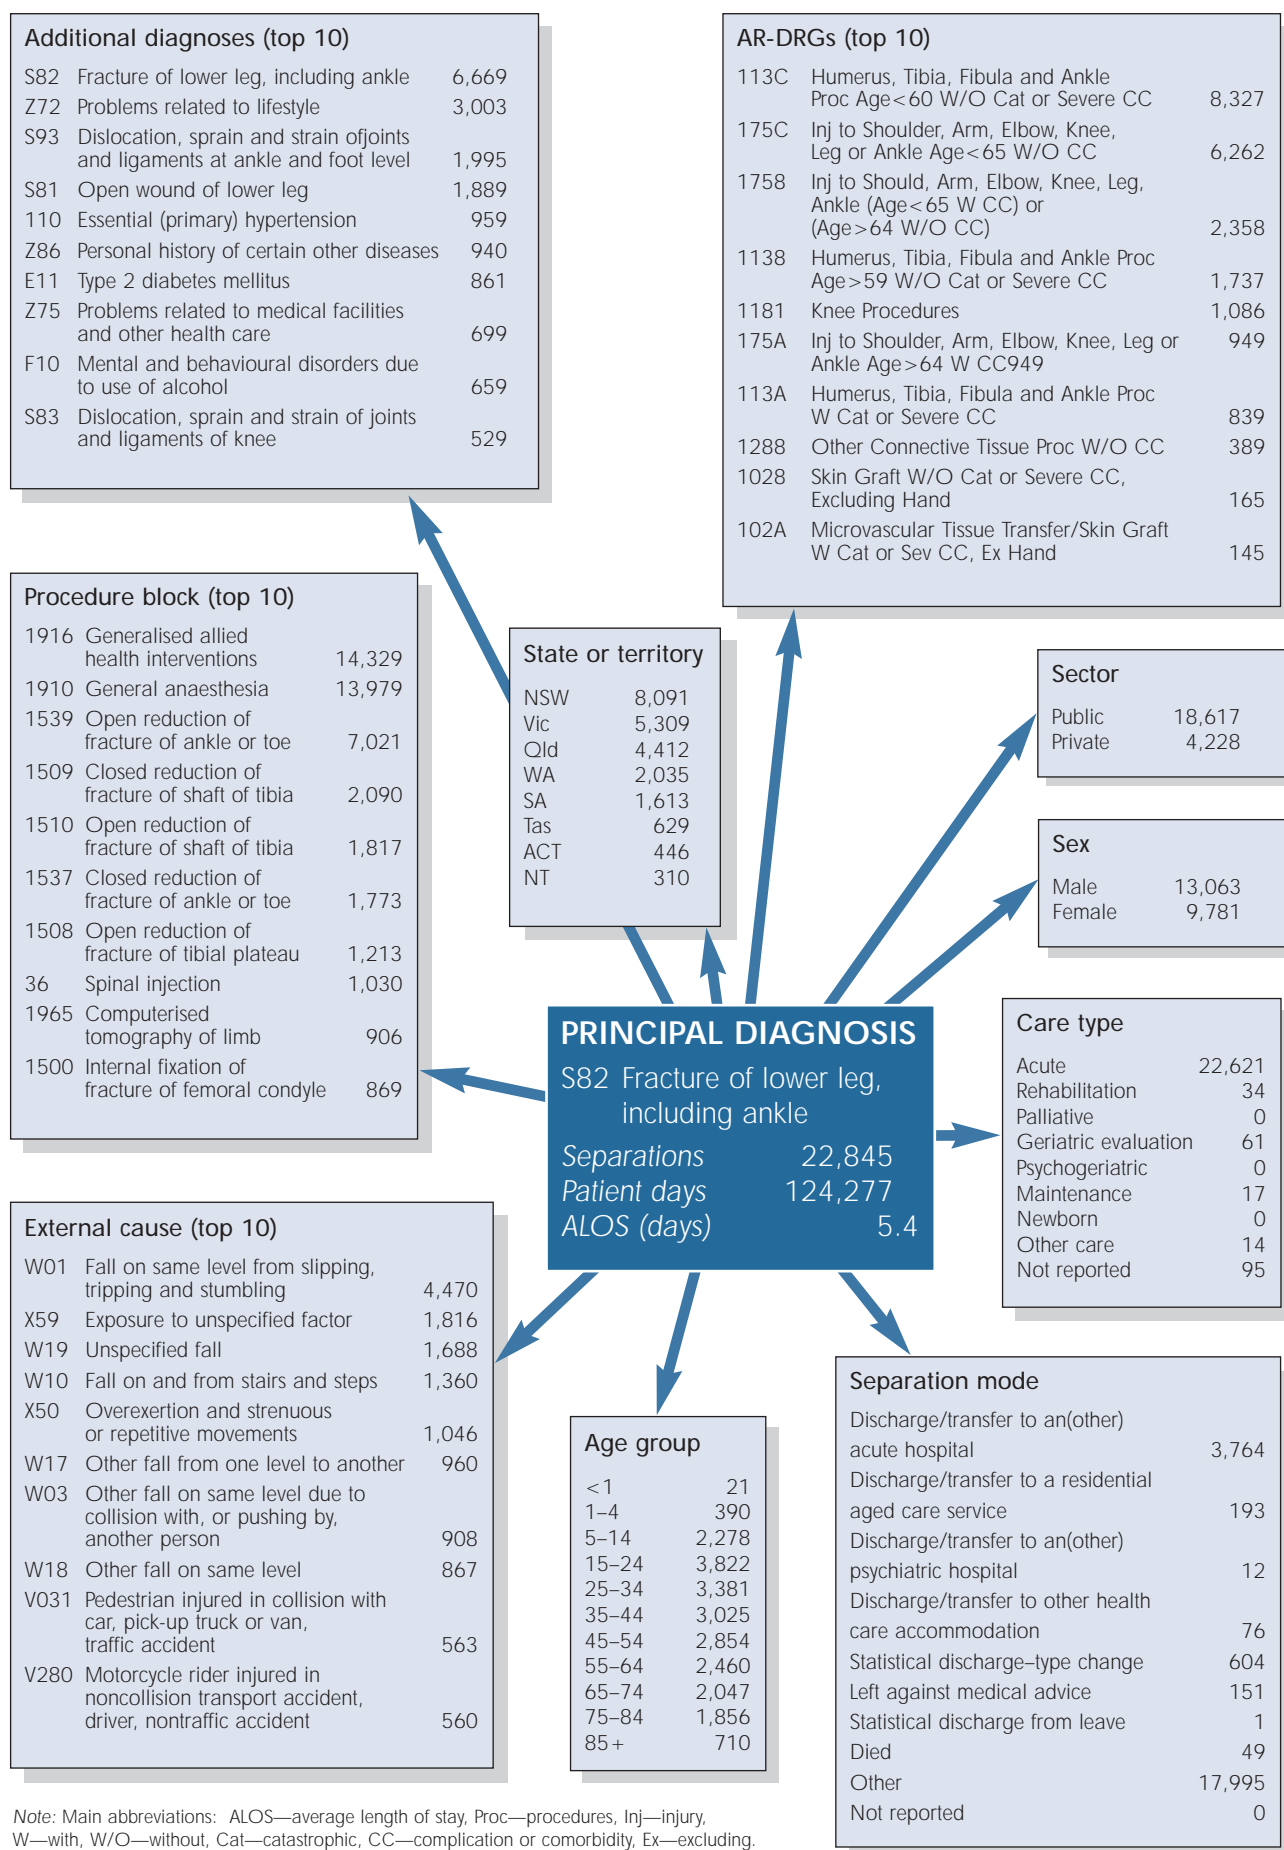 Additional diagnoses (top 10)
S82 Fracture of lower leg, including ankle 6,669
Z72 Problems related to lifestyle 3,003
S93 Dislocation, sprain and strain ofjoints
and ligaments at ankle and foot level 1,995
S81 Open wound of lower leg 1,889
110 Essential (primary) hypertension 959
Z86 Personal history of certain other diseases 940
E11 Type 2 diabetes mellitus 861
Z75 Problems related to medical facilities
and other health care 699
F10 Mental and behavioural disorders due
to use of alcohol 659
S83 Dislocation, sprain and strain of joints
and ligaments of knee 529
AR-DRGs (top 10)
113C Humerus, Tibia, Fibula and Ankle
Proc Age<60 W/O Cat or Severe CC 8,327
175C Inj to Shoulder, Arm, Elbow, Knee,
Leg or Ankle Age<65 W/O CC 6,262
1758 Inj to Should, Arm, Elbow, Knee, Leg,
Ankle (Age<65 W CC) or
(Age>64 W/O CC) 2,358
1138 Humerus, Tibia, Fibula and Ankle Proc
Age>59 W/O Cat or Severe CC 1,737
1181 Knee Procedures 1,086
175A Inj to Shoulder, Arm, Elbow, Knee, Leg or 949
Ankle Age>64 W CC949
113A Humerus, Tibia, Fibula and Ankle Proc
W Cat or Severe CC 839
1288 Other Connective Tissue Proc W/O CC 389
1028 Skin Graft W/O Cat or Severe CC,
Excluding Hand 165
102A Microvascular Tissue Transfer/Skin Graft
W Cat or Sev CC, Ex Hand 145
Procedure block (top 10)
1916 Generalised allied
health interventions 14,329
1910 General anaesthesia 13,979
1539 Open reduction of
fracture of ankle or toe 7,021
1509 Closed reduction of
fracture of shaft of tibia 2,090
1510 Open reduction of
fracture of shaft of tibia 1,817
1537 Closed reduction of
fracture of ankle or toe 1,773
1508 Open reduction of
fracture of tibial plateau 1,213
36 Spinal injection 1,030
1965 Computerised
tomography of limb 906
1500 Internal fixation of
fracture of femoral condyle 869
State or territory
NSW 8,091
Vic 5,309
Qld 4,412
WA 2,035
SA 1,613
Tas 629
ACT 446
NT 310
Sector
Public 18,617
Private 4,228
Sex
Male 13,063
Female 9,781
PRINCIPAL DIAGNOSIS
S82 Fracture of lower leg,
including ankle
Separations 22,845
Patient days 124,277
ALOS (days) 5.4
Care type
Acute 22,621
Rehabilitation 34
Palliative 0
Geriatric evaluation 61
Psychogeriatric 0
Maintenance 17
Newborn 0
Other care 14
Not reported 95
External cause (top 10)
W01 Fall on same level from slipping,
tripping and stumbling 4,470
X59 Exposure to unspecified factor 1,816
W19 Unspecified fall 1,688
W10 Fall on and from stairs and steps 1,360
X50 Overexertion and strenuous
or repetitive movements 1,046
W17 Other fall from one level to another 960
W03 Other fall on same level due to
collision with, or pushing by,
another person 908
W18 Other fall on same level 867
V031 Pedestrian injured in collision with
car, pick-up truck or van,
traffic accident 563
V280 Motorcycle rider injured in
noncollision transport accident,
driver, nontraffic accident 560
Age group
<1 21
1–4 390
5–14 2,278
15–24 3,822
25–34 3,381
35–44 3,025
45–54 2,854
55–64 2,460
65–74 2,047
75–84 1,856
85+ 710
Separation mode
Discharge/transfer to an(other)
acute hospital 3,764
Discharge/transfer to a residential
aged care service 193
Discharge/transfer to an(other)
psychiatric hospital 12
Discharge/transfer to other health
care accommodation 76
Statistical discharge–type change 604
Left against medical advice 151
Statistical discharge from leave 1
Died 49
Other 17,995
Not reported 0
Note: Main abbreviations: ALOS—average length of stay, Proc—procedures, Inj—injury,
W—with, W/O—without, Cat—catastrophic, CC—complication or comorbidity, Ex—excluding.